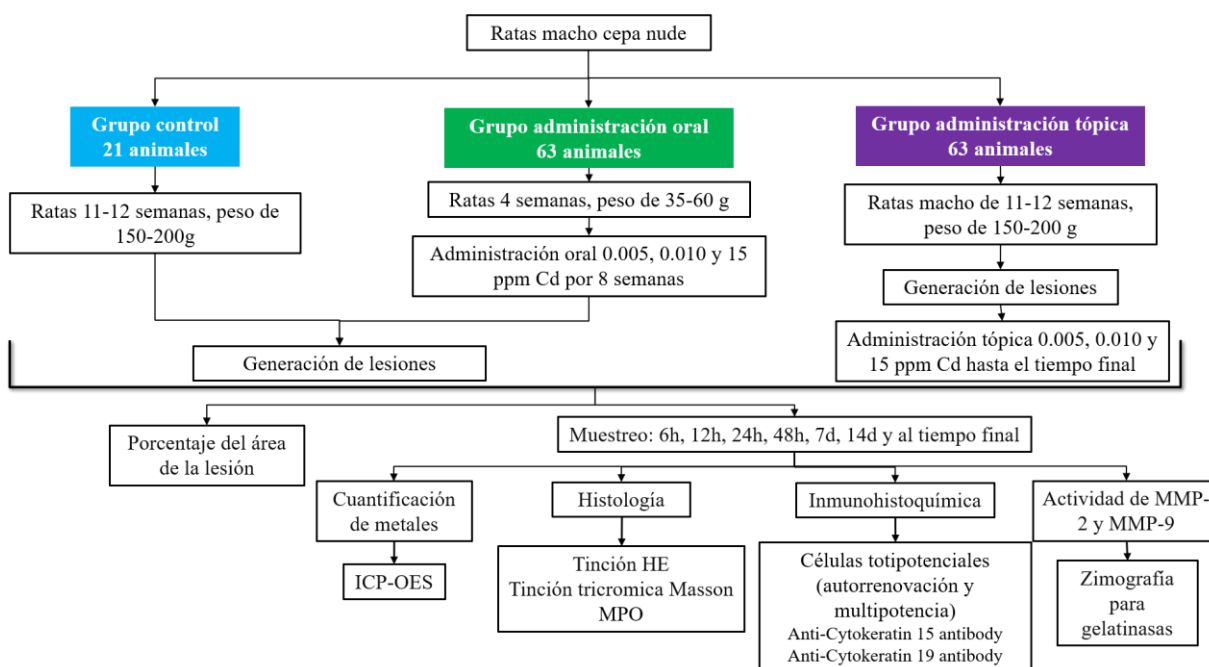 Ratas macho cepa nude
Grupo control
21 animales
Grupo administración oral
63 animales
Grupo administración tópica
63 animales
Ratas 11-12 semanas, peso de
150-200g
Ratas 4 semanas, peso de 35-60 g
Administración oral 0.005, 0.010 y 15
ppm Cd por 8 semanas
Ratas macho de 11-12 semanas,
peso de 150-200 g
Generación de lesiones
Administración tópica 0.005, 0.010 y
15 ppm Cd hasta el tiempo final
Generación de lesiones
Porcentaje del área
de la lesión
Muestreo: 6h, 12h, 24h, 48h, 7d, 14d y al tiempo final
Cuantificación
de metales
ICP-OES
Histología
Tinción HE
Tinción tricromica Masson
MPO
Inmunohistoquímica
Células totipotenciales
(autorrenovación y
multipotencia)
Anti-Cytokeratin 15 antibody
Anti-Cytokeratin 19 antibody
Actividad de MMP-
2 y MMP-9
Zimografía
para
gelatinasas